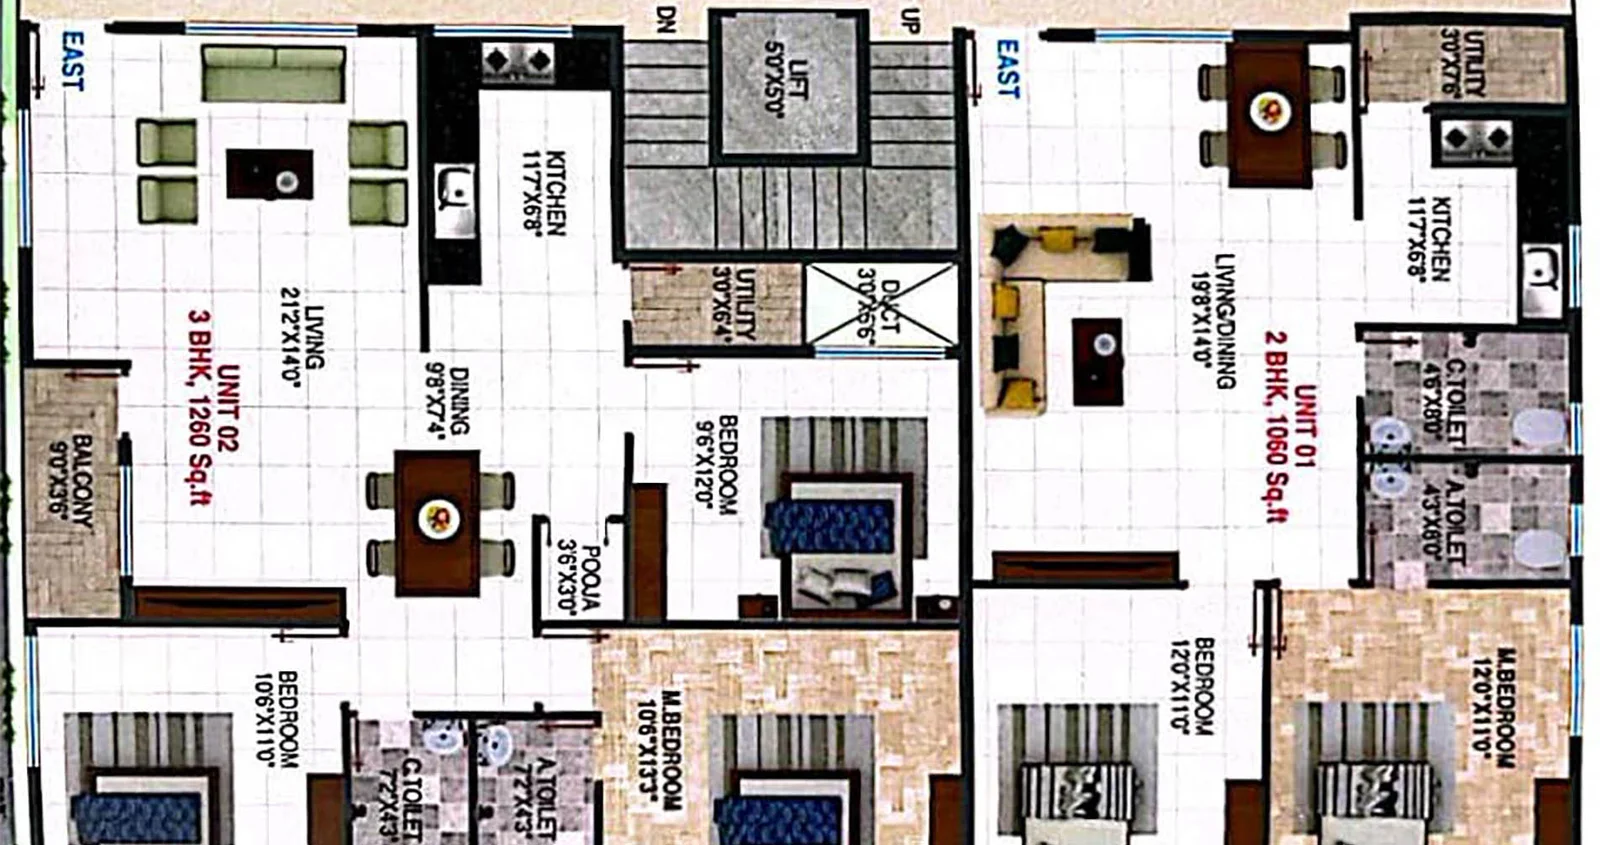 EAST
DN
LIFT
5'0"X5'0"
UP
EAST
UTILITY
3'0"X7'6"
KITCHEN
11'7"X6'8"
KITCHEN
11'7"X6'8"
UTILITY
3'0"X6'4"
DUCT
3'0"X5'6"
LIVING
21'2"X14'0"
UNIT 02
3 BHK, 1260 Sq.ft
DINING
9'8"X7'4"
BEDROOM
9'6"X12'0"
LIVING/DINING
19'8"X14'0"
UNIT 01
2 BHK, 1060 Sq.ft
C.TOILET
4'6"X8'0"
A.TOILET
4'3"X8'0"
BALCONY
9'0"X3'6"
POOJA
3'6"X3'0"
BEDROOM
10'6"X11'0"
C.TOILET
7'2"X4'3"
A.TOILET
7'2"X4'3"
M.BEDROOM
10'6"X13'3"
BEDROOM
12'0"X11'0"
M.BEDROOM
12'0"X11'0"